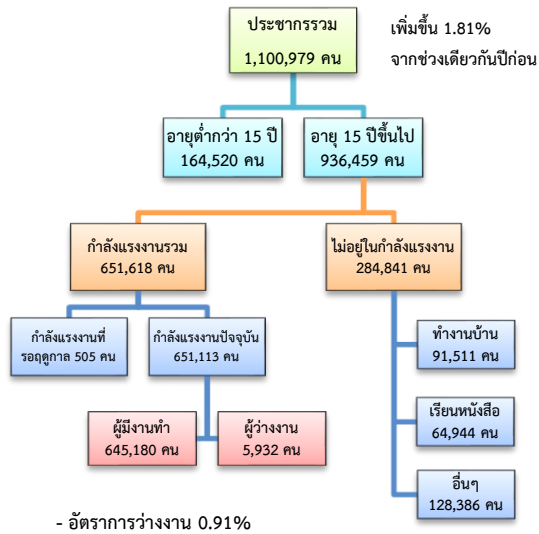 ประชากรรวม
1,100,979 คน
เพิ่มขึ้น 1.81%
จากช่วงเดียวกันปีก่อน
อายุต่ำกว่า 15 ปี
164,520 คน
อายุ 15 ปีขึ้นไป
936,459 คน
กำลังแรงงานรวม
651,618 คน
ไม่อยู่ในกำลังแรงงาน
284,841 คน
กำลังแรงงานที่
รอฤดูกาล 505 คน
กำลังแรงงานปัจจุบัน
651,113 คน
ทำงานบ้าน
91,511 คน
เรียนหนังสือ
64,944 คน
ผู้มีงานทำ
645,180 คน
ผู้ว่างงาน
5,932 คน
อื่นๆ
128,386 คน
- อัตราการว่างงาน 0.91%